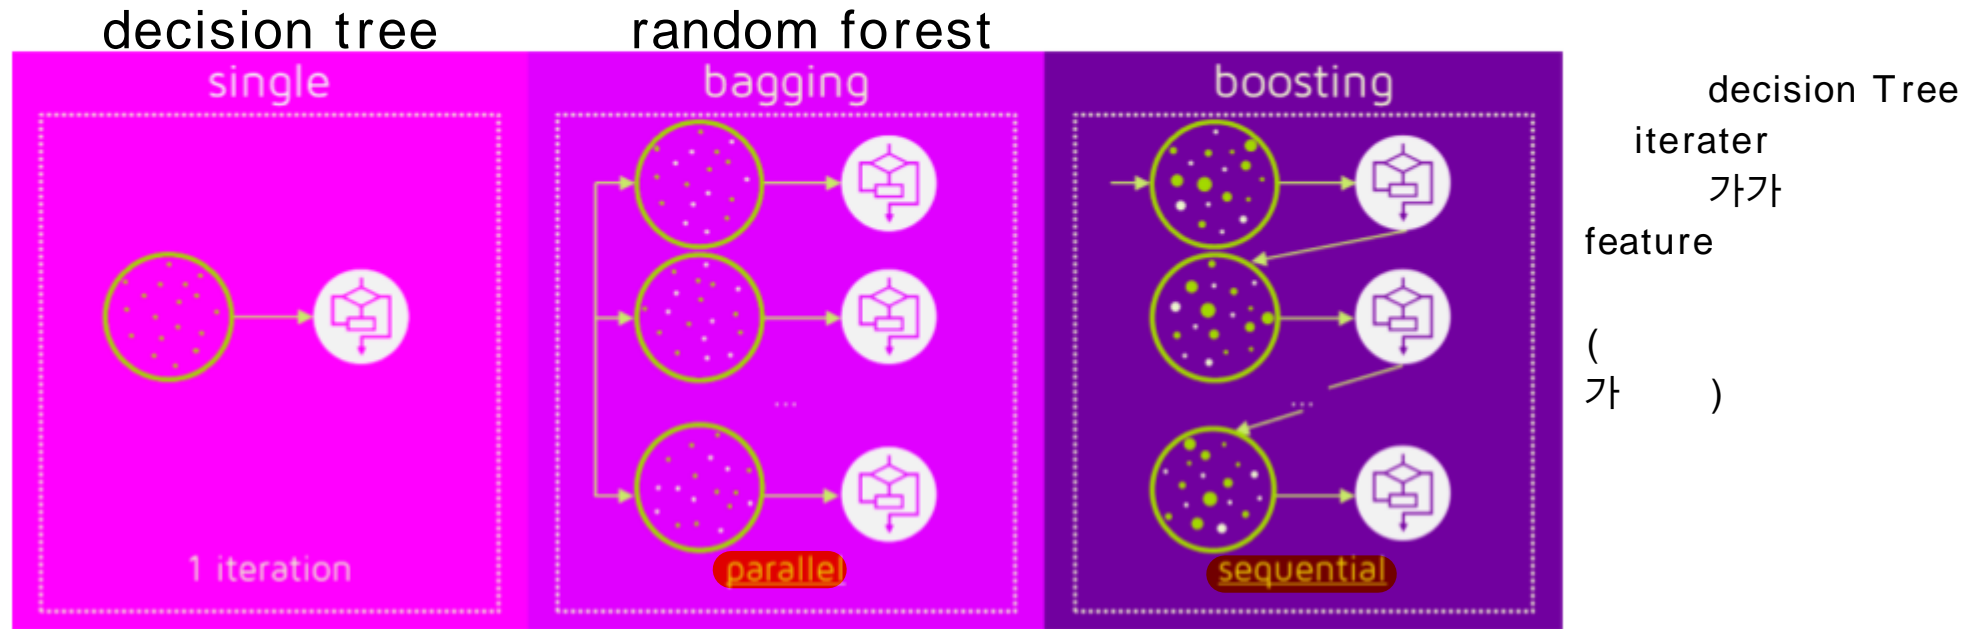 decision tree
random forest
single
bagging
boosting
1 iteration
...
parallel
...
sequential
decision Tree
iterater
가가
feature
(
가 )